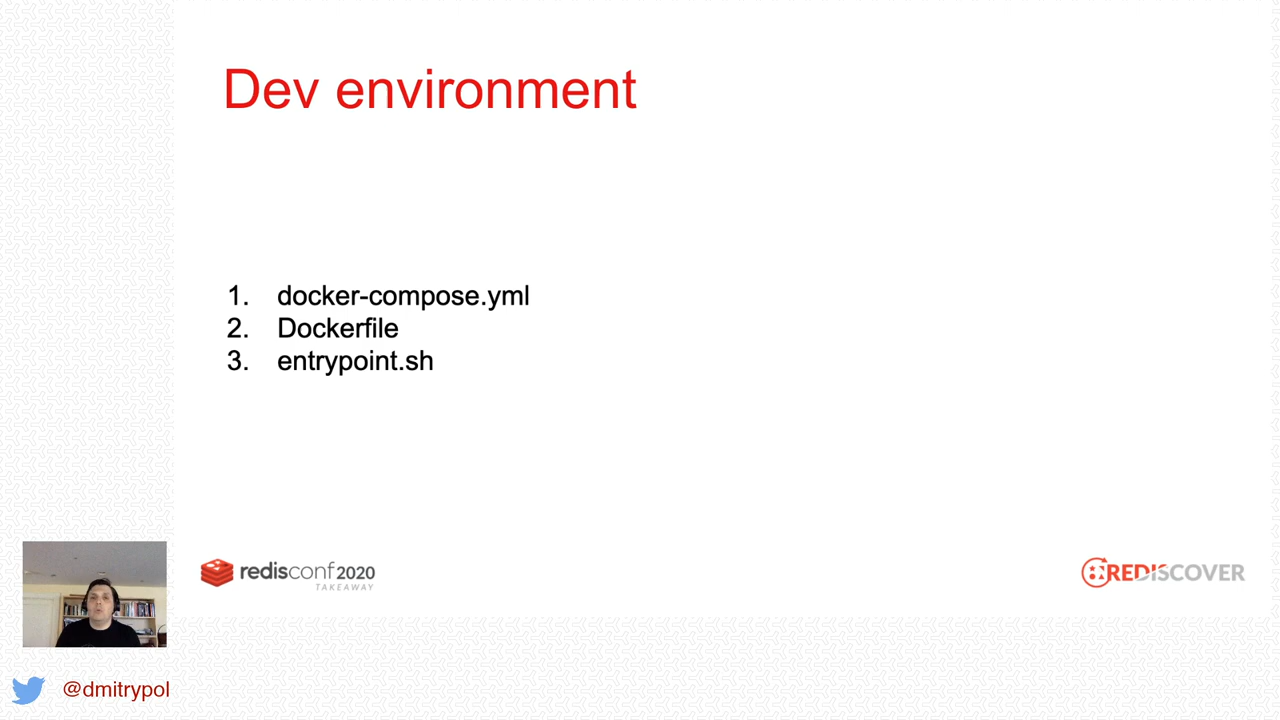 Dev environment
1. docker-compose.yml
2. Dockerfile
3. entrypoint.sh
redisconf 2020
TAKEAWAY
REDISCOVER
@dmitrypol